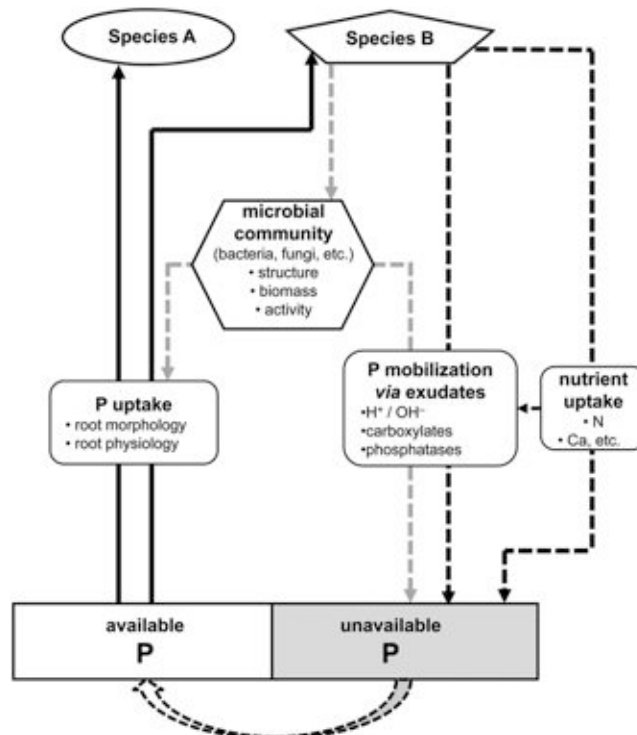 Species A
Species B
microbial
community
(bacteria, fungi, etc.)
• structure
• biomass
• activity
P uptake
• root morphology
• root physiology
P mobilization
via exudates
•H⁺ / OH⁻
•carboxylates
•phosphatases
nutrient
uptake
• N
• Ca, etc.
available
P
unavailable
P